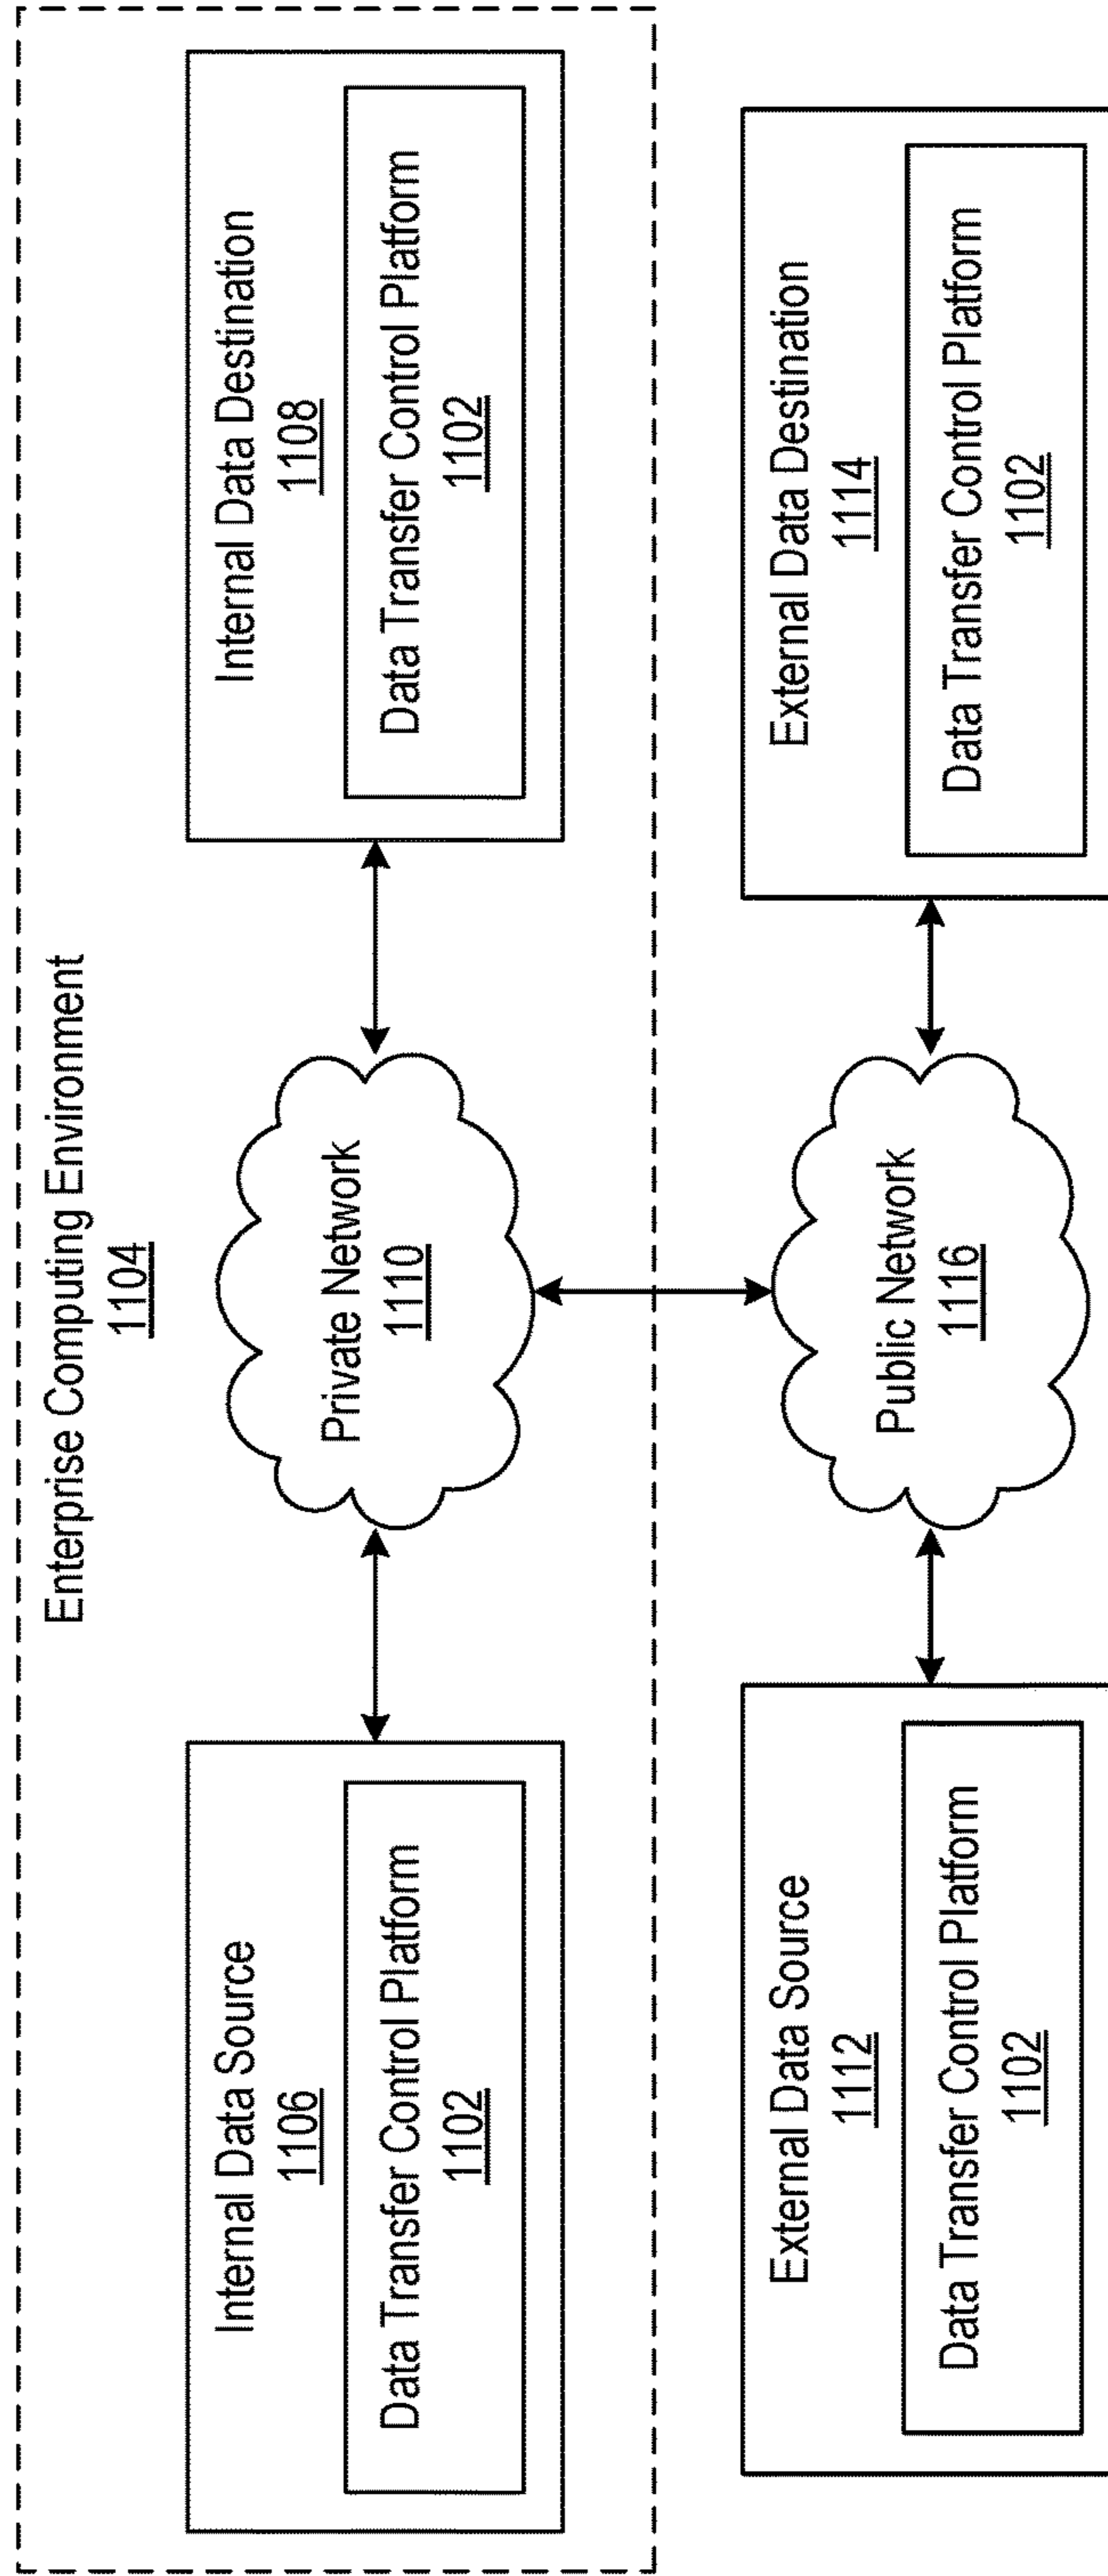 Enterprise Computing Environment
1104
Internal Data Source
1106
Data Transfer Control Platform
1102
Private Network
1110
Internal Data Destination
1108
Data Transfer Control Platform
1102
External Data Source
1112
Data Transfer Control Platform
1102
Public Network
1116
External Data Destination
1114
Data Transfer Control Platform
1102